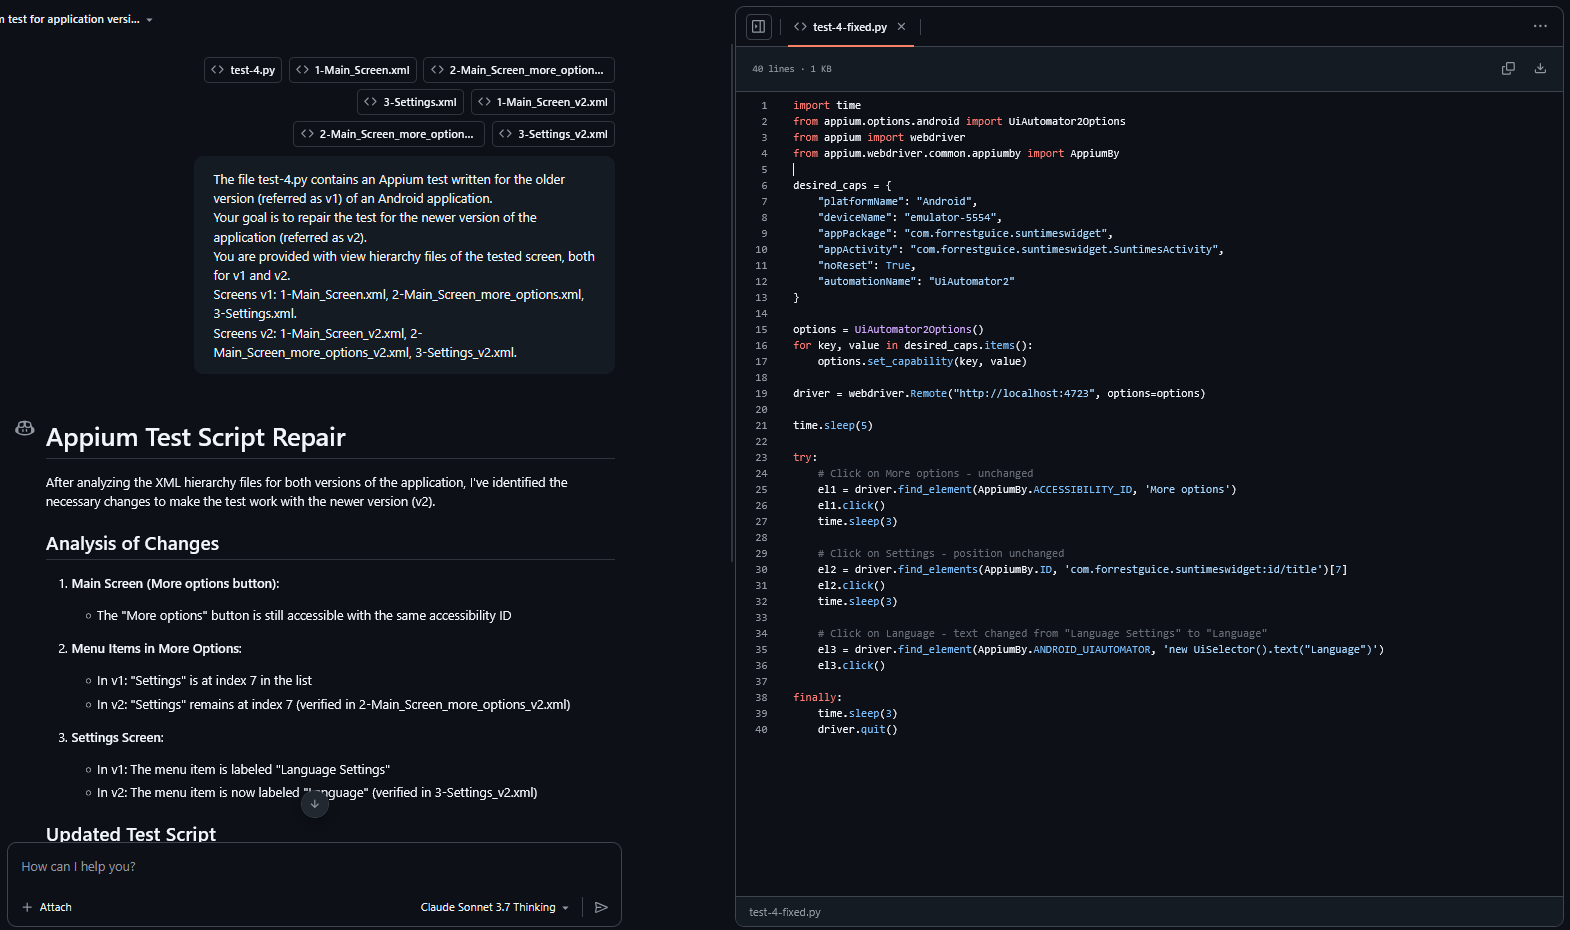 n test for application versi...
test-4.py
1-Main_Screen.xml
2-Main_Screen_more_option...
3-Settings.xml
1-Main_Screen_v2.xml
2-Main_Screen_more_option...
3-Settings_v2.xml
The file test-4.py contains an Appium test written for the older
version (referred as v1) of an Android application.
Your goal is to repair the test for the newer version of the
application (referred as v2).
You are provided with view hierarchy files of the tested screen, both
for v1 and v2.
Screens v1: 1-Main_Screen.xml, 2-Main_Screen_more_options.xml,
3-Settings.xml.
Screens v2: 1-Main_Screen_v2.xml, 2-
Main_Screen_more_options_v2.xml, 3-Settings_v2.xml.
Appium Test Script Repair
After analyzing the XML hierarchy files for both versions of the application, I've identified the
necessary changes to make the test work with the newer version (v2).
Analysis of Changes
1. Main Screen (More options button):
The "More options" button is still accessible with the same accessibility ID
2. Menu Items in More Options:
In v1: "Settings" is at index 7 in the list
In v2: "Settings" remains at index 7 (verified in 2-Main_Screen_more_options_v2.xml)
3. Settings Screen:
In v1: The menu item is labeled "Language Settings"
In v2: The menu item is now labeled "Language" (verified in 3-Settings_v2.xml)
Updated Test Script
How can I help you?
Attach
Claude Sonnet 3.7 Thinking
test-4-fixed.py
40 lines · 1 KB
1 import time
2 from appium.options.android import UiAutomator2Options
3 from appium import webdriver
4 from appium.webdriver.common.appiumby import AppiumBy
5
6 desired_caps = {
7 "platformName": "Android",
8 "deviceName": "emulator-5554",
9 "appPackage": "com.forrestguice.suntimeswidget",
10 "appActivity": "com.forrestguice.suntimeswidget.SuntimesActivity",
11 "noReset": True,
12 "automationName": "UiAutomator2"
13 }
14
15 options = UiAutomator2Options()
16 for key, value in desired_caps.items():
17 options.set_capability(key, value)
18
19 driver = webdriver.Remote("http://localhost:4723", options=options)
20
21 time.sleep(5)
22
23 try:
24 # Click on More options - unchanged
25 el1 = driver.find_element(AppiumBy.ACCESSIBILITY_ID, 'More options')
26 el1.click()
27 time.sleep(3)
28
29 # Click on Settings - position unchanged
30 el2 = driver.find_elements(AppiumBy.ID, 'com.forrestguice.suntimeswidget:id/title')[7]
31 el2.click()
32 time.sleep(3)
33
34 # Click on Language - text changed from "Language Settings" to "Language"
35 el3 = driver.find_element(AppiumBy.ANDROID_UIAUTOMATOR, 'new UiSelector().text("Language")')
36 el3.click()
37
38 finally:
39 time.sleep(3)
40 driver.quit()
test-4-fixed.py